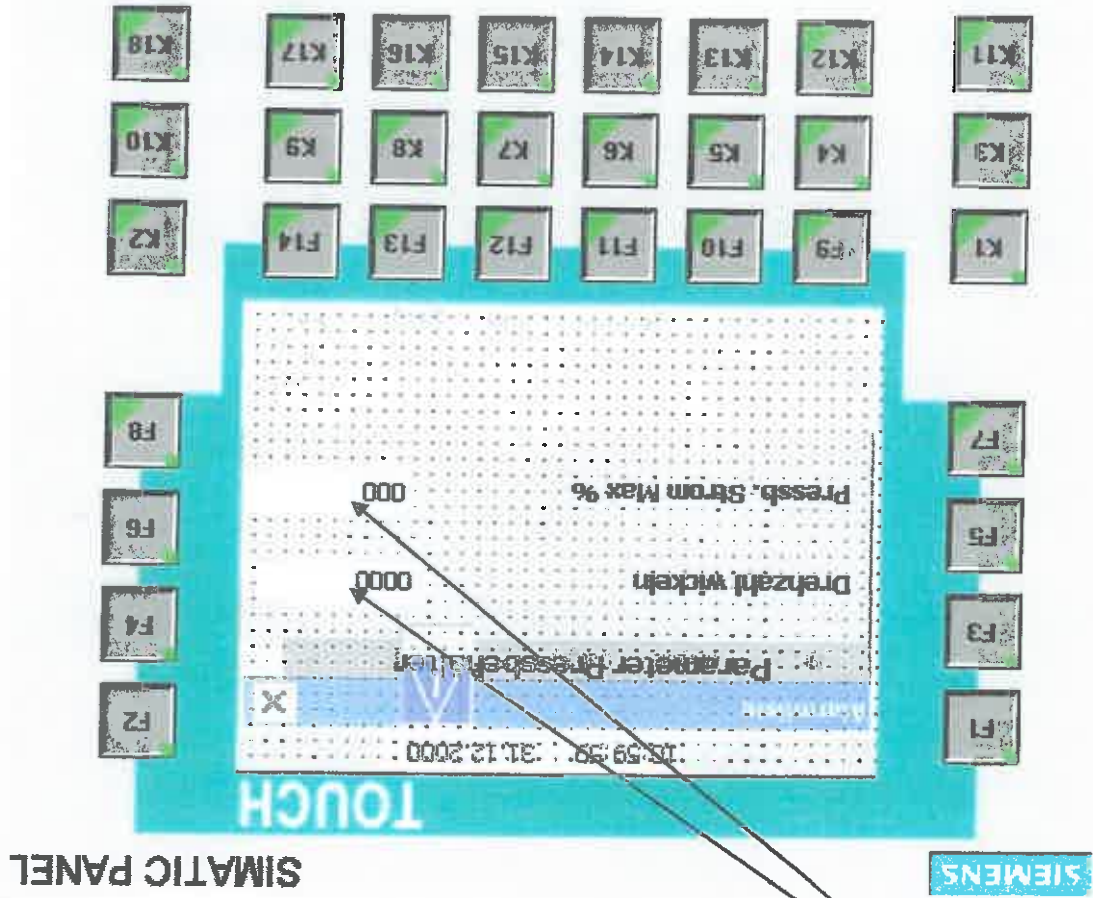 SIEMENS SIMATIC PANEL
TOUCH
10:59:59 31.12.2000
F1 X F2
Parameter Pressbehälter
F3 Drehzahl wickeln 0000 F4
F5 Pressb. Strom Max % 000 F6
F7 F8
K1 F9 F10 F11 F12 F13 F14 K2
K3 K4 K5 K6 K7 K8 K9 K10
K11 K12 K13 K14 K15 K16 K17 K18